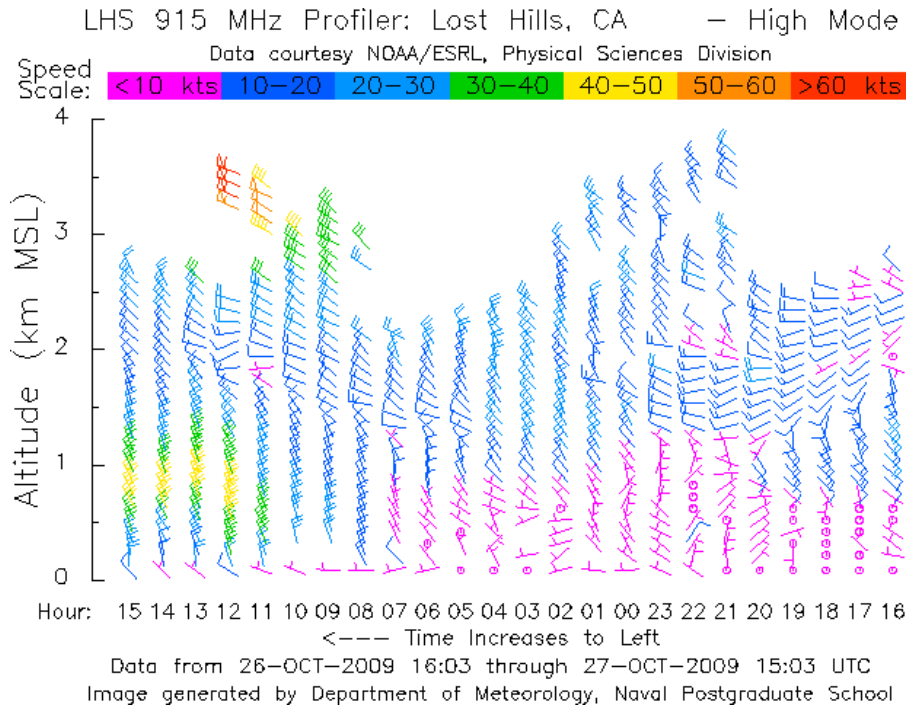 LHS 915 MHz Profiler: Lost Hills, CA – High Mode
Data courtesy NOAA/ESRL, Physical Sciences Division
Speed Scale: <10 kts 10–20 20–30 30–40 40–50 50–60 >60 kts
4
3
2
1
0
Altitude (km MSL)
Hour: 15 14 13 12 11 10 09 08 07 06 05 04 03 02 01 00 23 22 21 20 19 18 17 16
<––– Time Increases to Left
Data from 26-OCT-2009 16:03 through 27-OCT-2009 15:03 UTC
Image generated by Department of Meteorology, Naval Postgraduate School